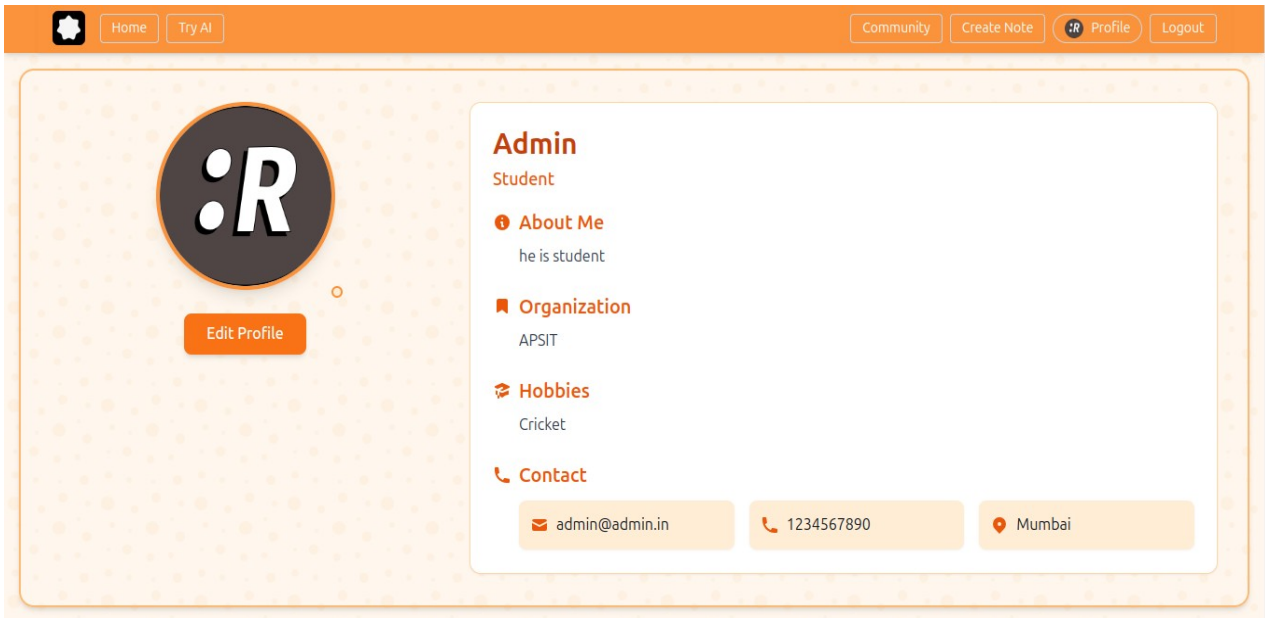 Home Try AI Community Create Note :R Profile Logout
:R
Edit Profile
Admin
Student
About Me
he is student
Organization
APSIT
Hobbies
Cricket
Contact
admin@admin.in 1234567890 Mumbai